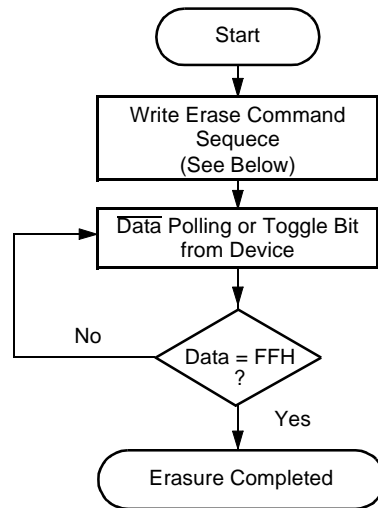 Start
Write Erase Command
Sequece
(See Below)
Data Polling or Toggle Bit
from Device
No
Data = FFH
?
Yes
Erasure Completed